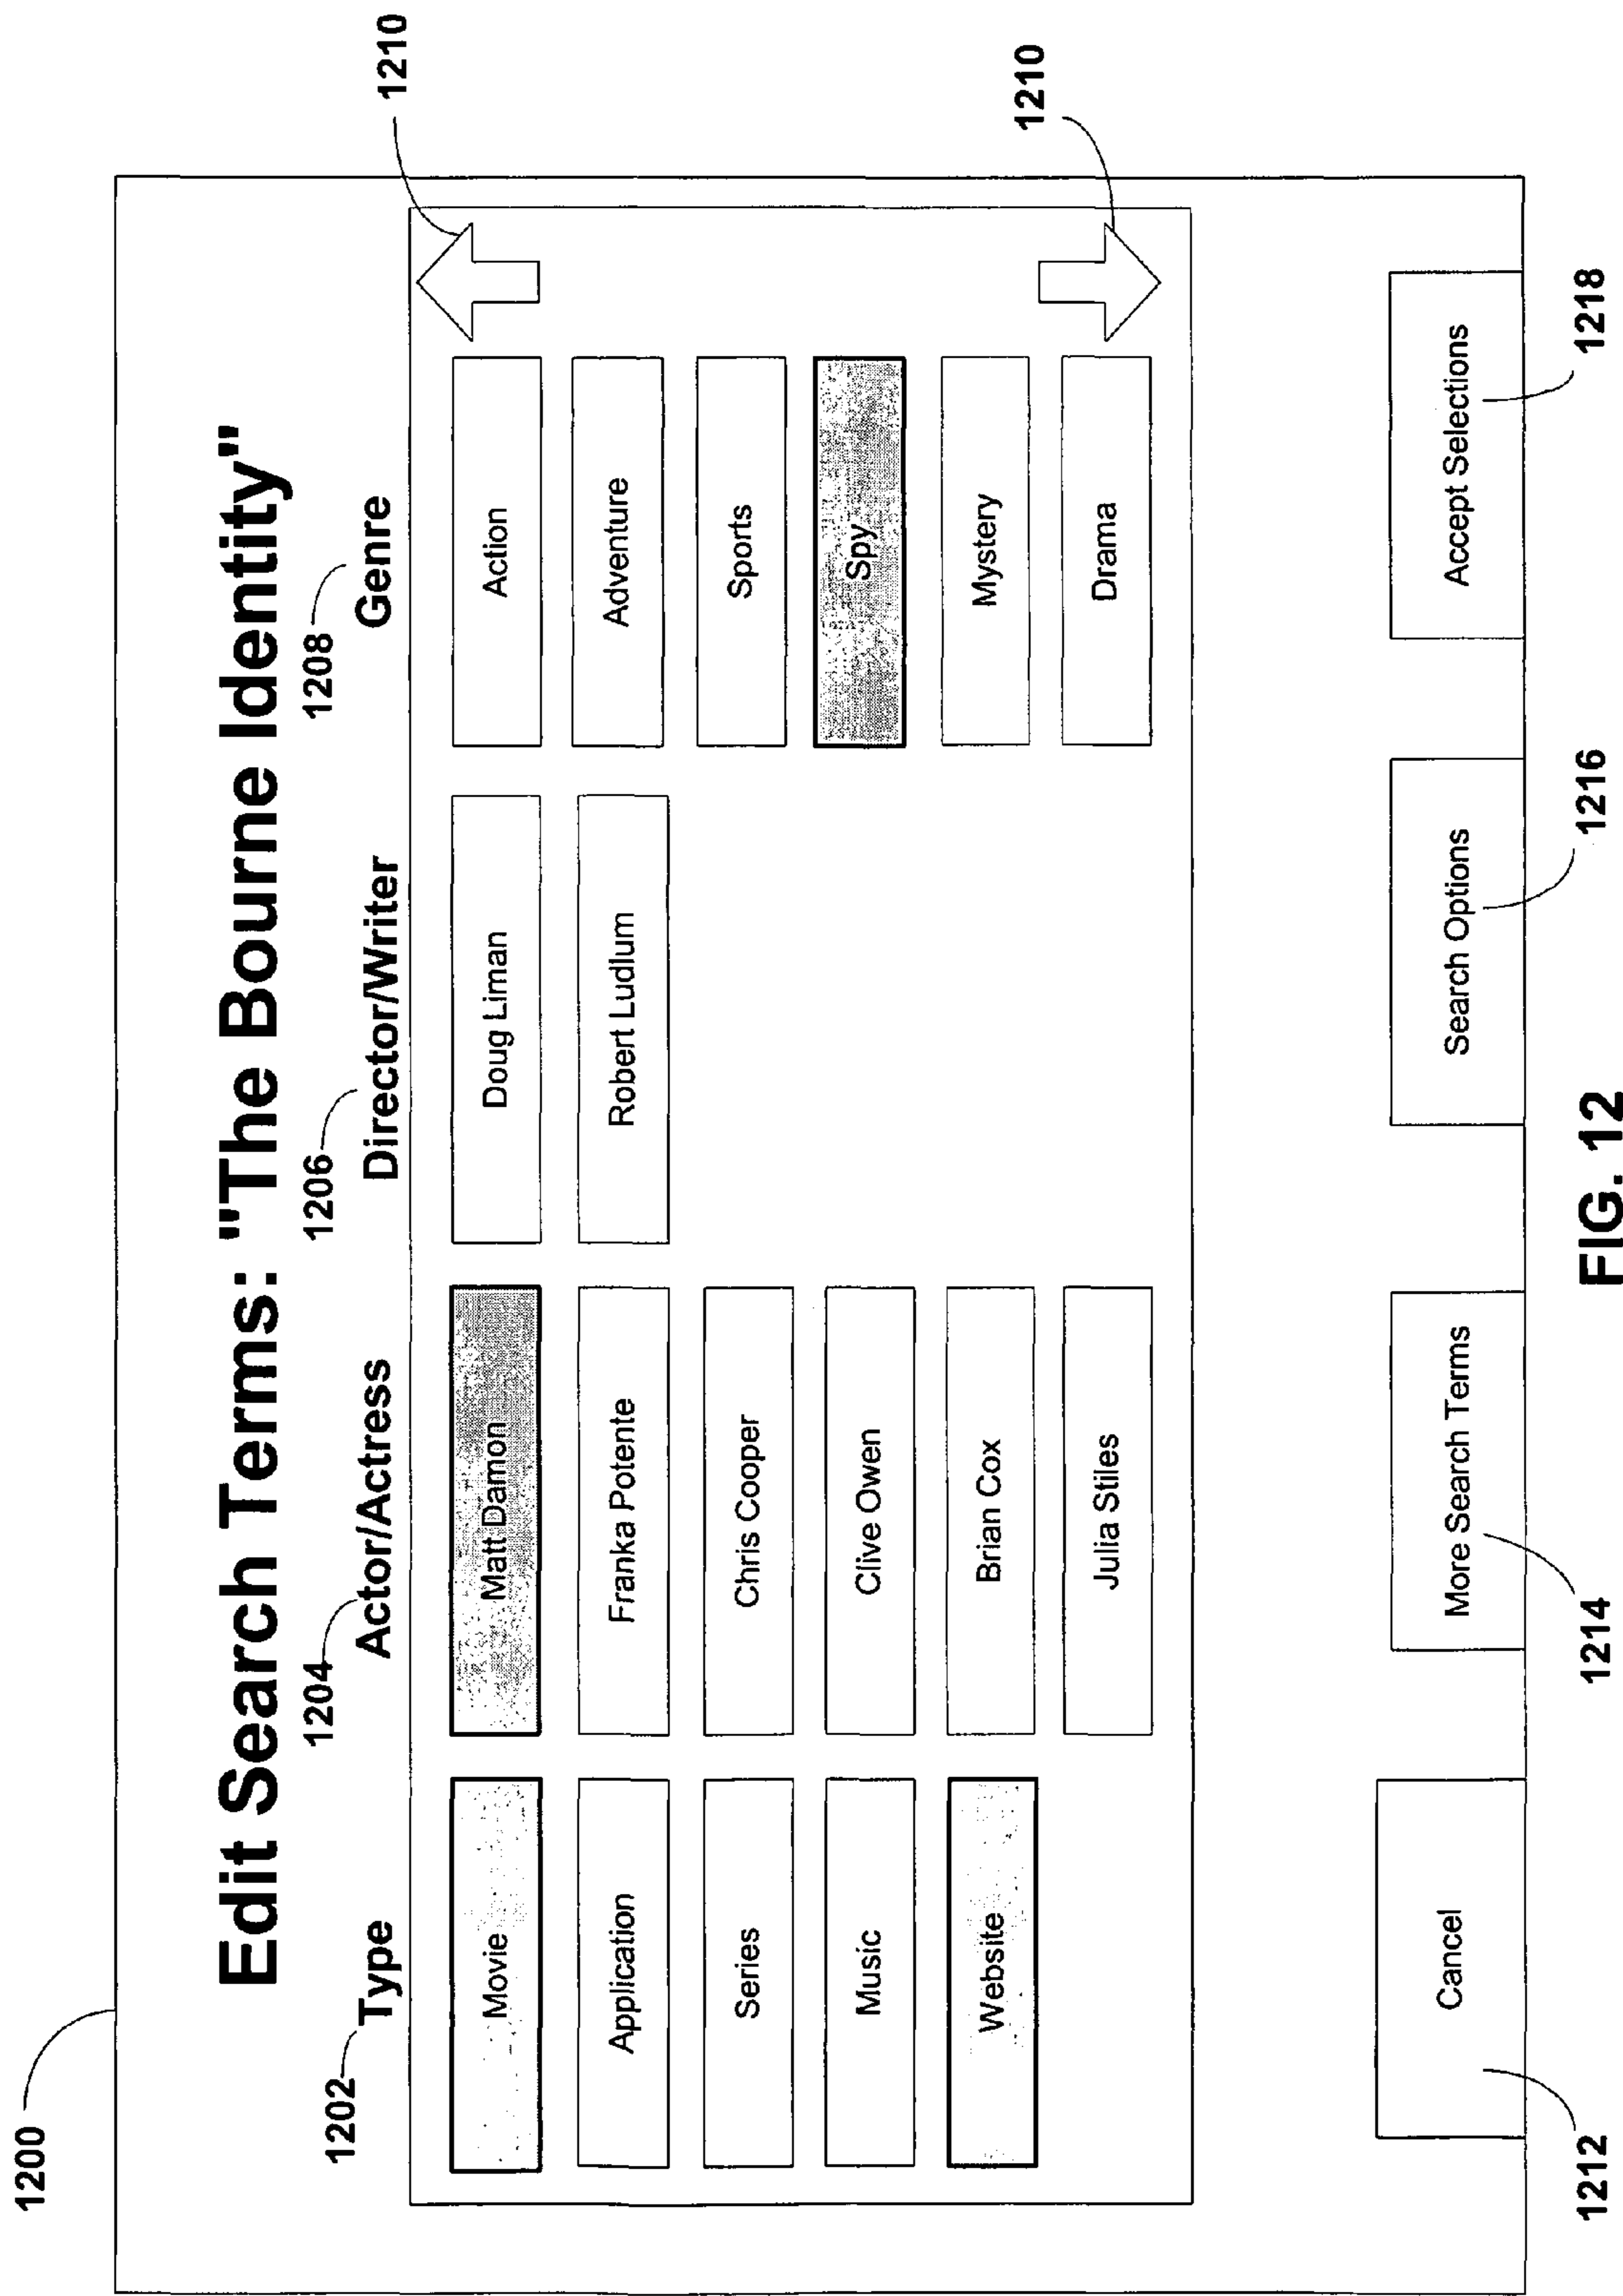 1200
Edit Search Terms: "The Bourne Identity"
1202
1204
1206
1208
1210
Type
Actor/Actress
Director/Writer
Genre
Movie
Application
Series
Music
Website
Matt Damon
Franka Potente
Chris Cooper
Clive Owen
Brian Cox
Julia Stiles
Doug Liman
Robert Ludlum
Action
Adventure
Sports
Spy
Mystery
Drama
1210
Cancel
More Search Terms
Search Options
Accept Selections
1212
1214
1216
1218
FIG. 12